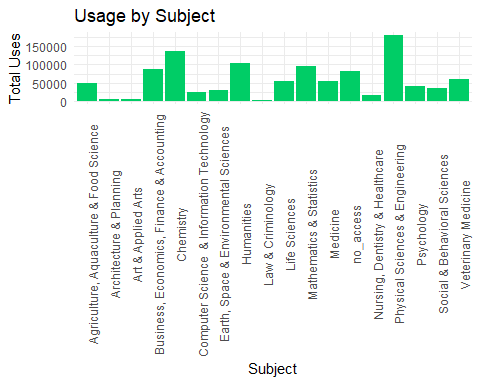 Usage by Subject
Total Uses
150000
100000
50000
0
Agriculture, Aquaculture & Food Science
Architecture & Planning
Art & Applied Arts
Business, Economics, Finance & Accounting
Chemistry
Computer Science  & Information Technology
Earth, Space & Environmental Sciences
Humanities
Law & Criminology
Life Sciences
Mathematics & Statistics
Medicine
no_access
Nursing, Dentistry & Healthcare
Physical Sciences & Engineering
Psychology
Social & Behavioral Sciences
Veterinary Medicine
Subject